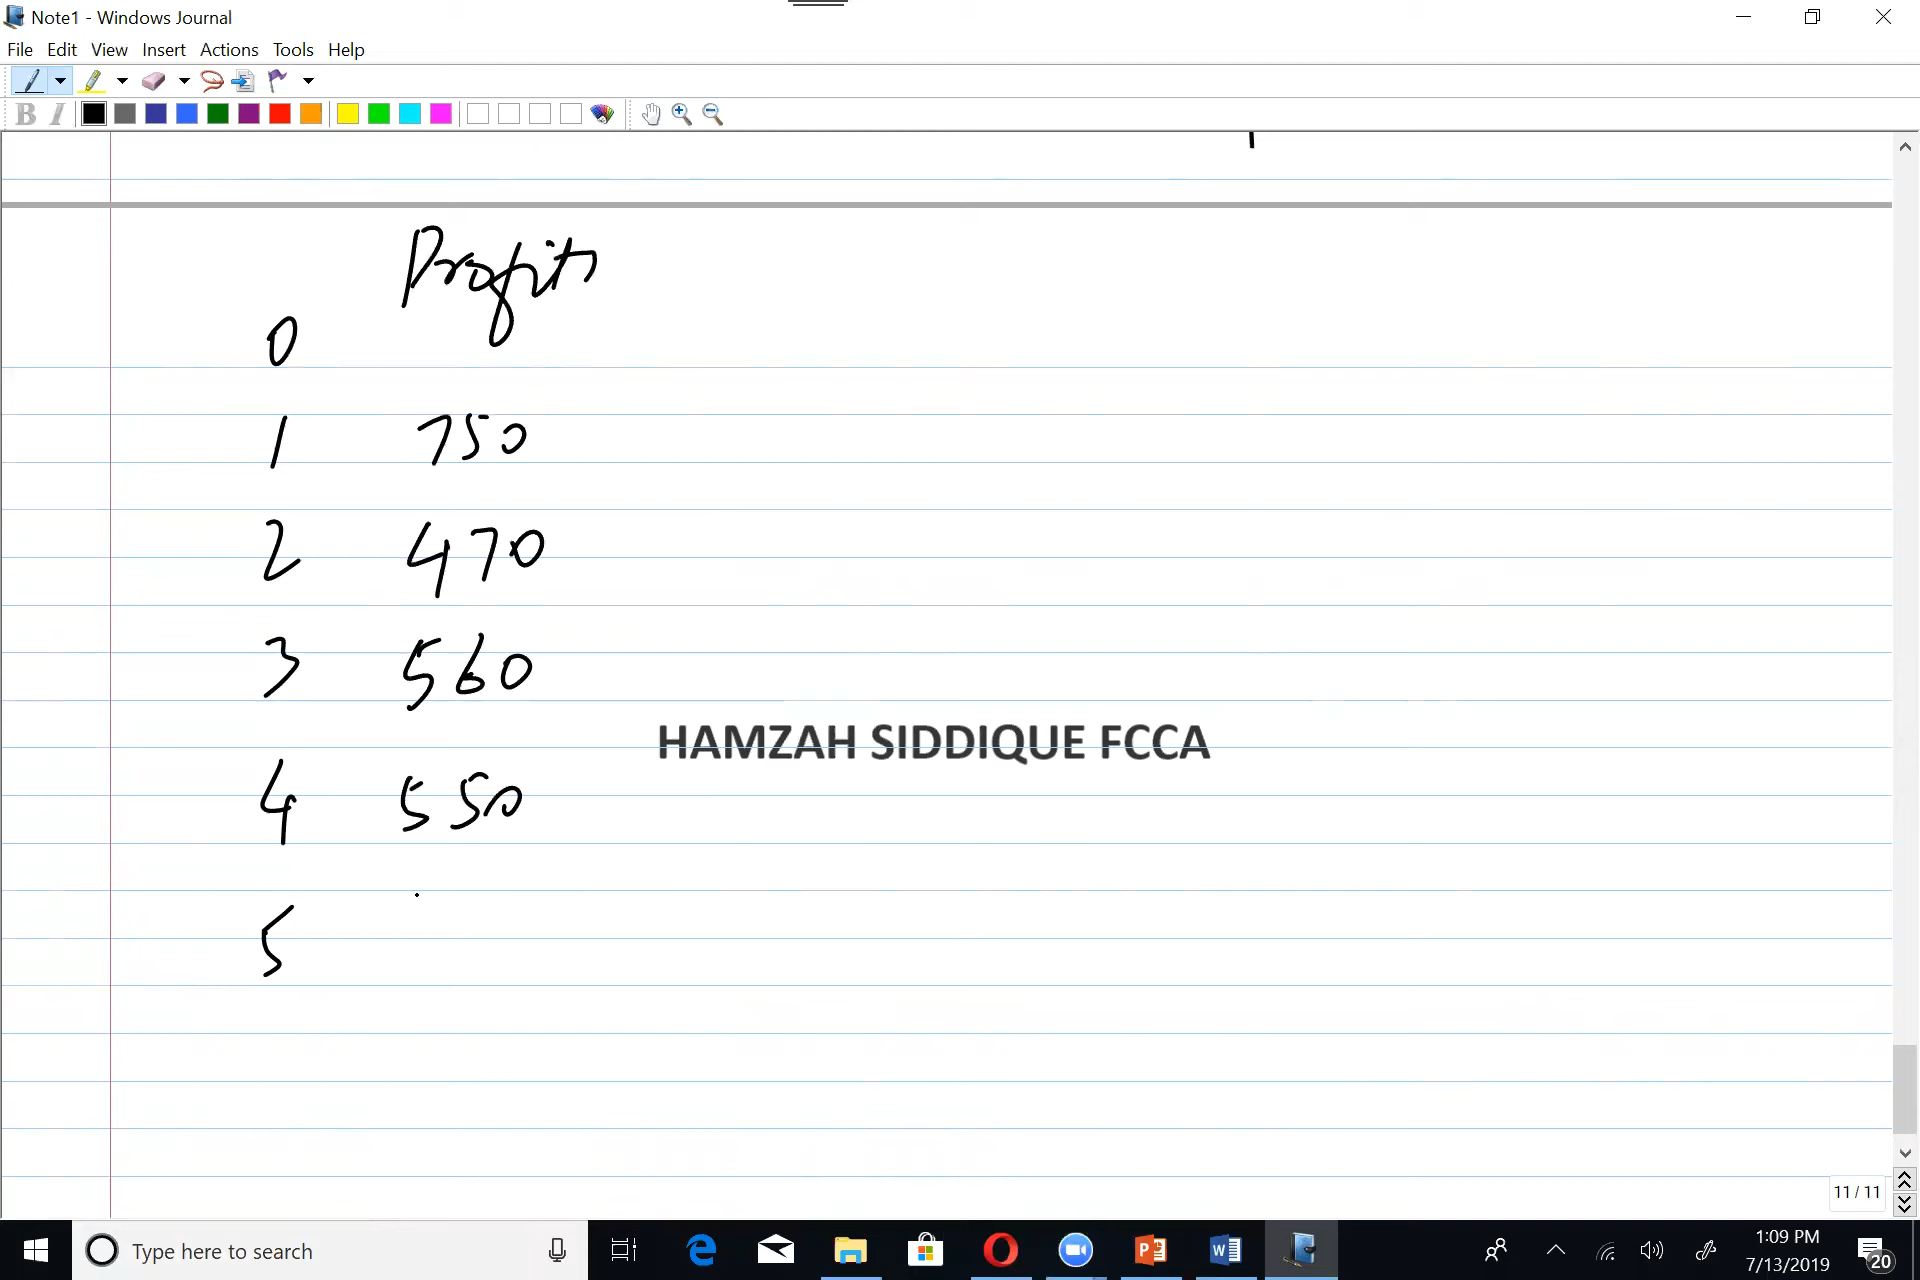 Note1 - Windows Journal
File Edit View Insert Actions Tools Help
B I
Profits
0
1 750
2 470
3 560
HAMZAH SIDDIQUE FCCA
4 550
5
11 / 11
Type here to search
1:09 PM
7/13/2019
20